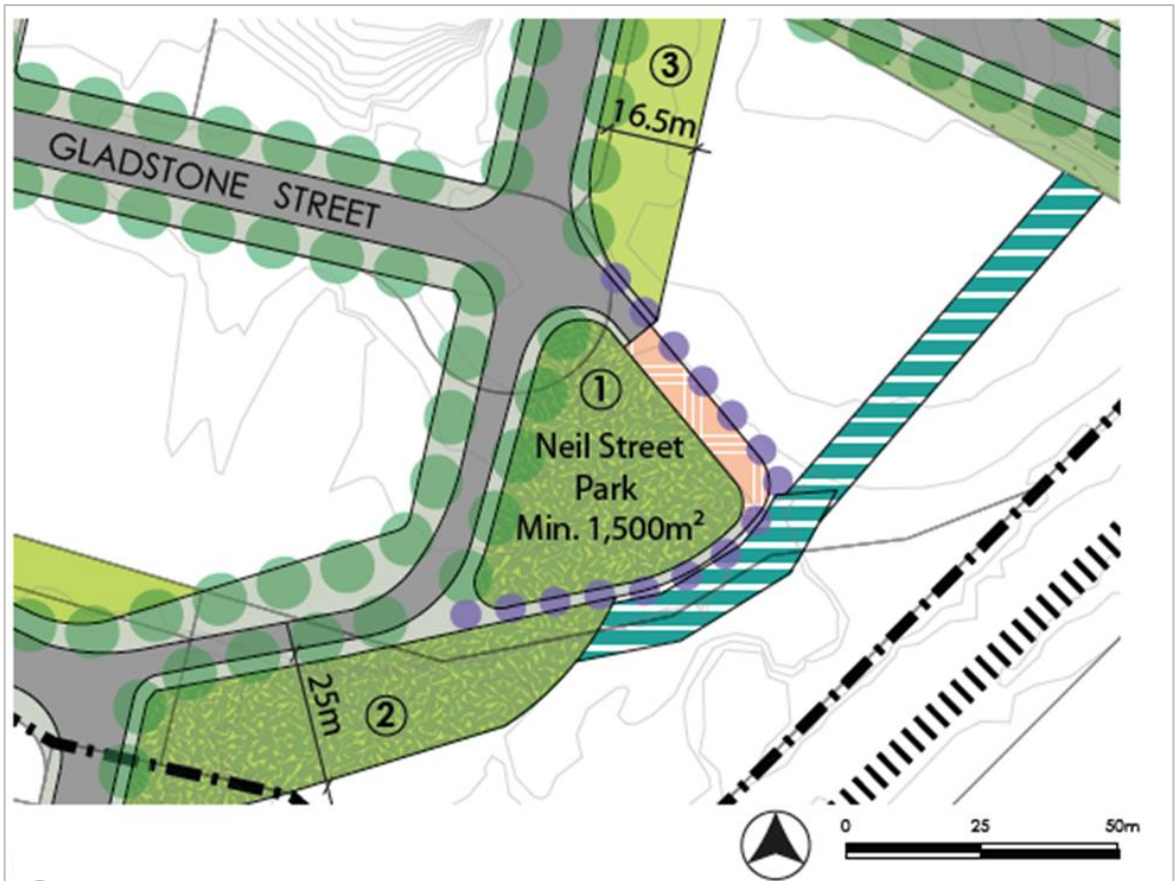 ③
16.5m
GLADSTONE STREET
①
Neil Street
Park
Min. 1,500m²
25m
②
0 25 50m